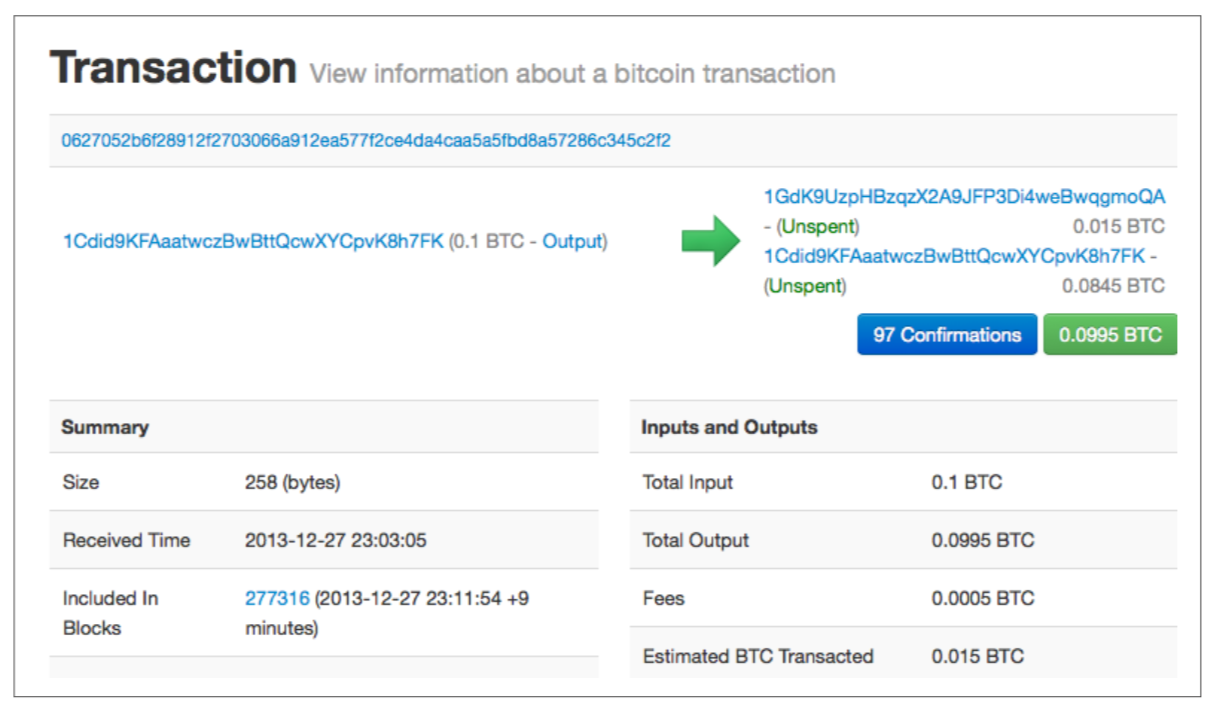 Transaction View information about a bitcoin transaction
0627052b6f28912f2703066a912ea577f2ce4da4caa5a5fbd8a57286c345c2f2
1Cdid9KFAaatwczBwBttQcwXYCpvK8h7FK (0.1 BTC - Output)
1GdK9UzpHBzqzX2A9JFP3Di4weBwqgmoQA
- (Unspent) 0.015 BTC
1Cdid9KFAaatwczBwBttQcwXYCpvK8h7FK -
(Unspent) 0.0845 BTC
97 Confirmations 0.0995 BTC
Summary
Size 258 (bytes)
Received Time 2013-12-27 23:03:05
Included In 277316 (2013-12-27 23:11:54 +9
Blocks minutes)
Inputs and Outputs
Total Input 0.1 BTC
Total Output 0.0995 BTC
Fees 0.0005 BTC
Estimated BTC Transacted 0.015 BTC